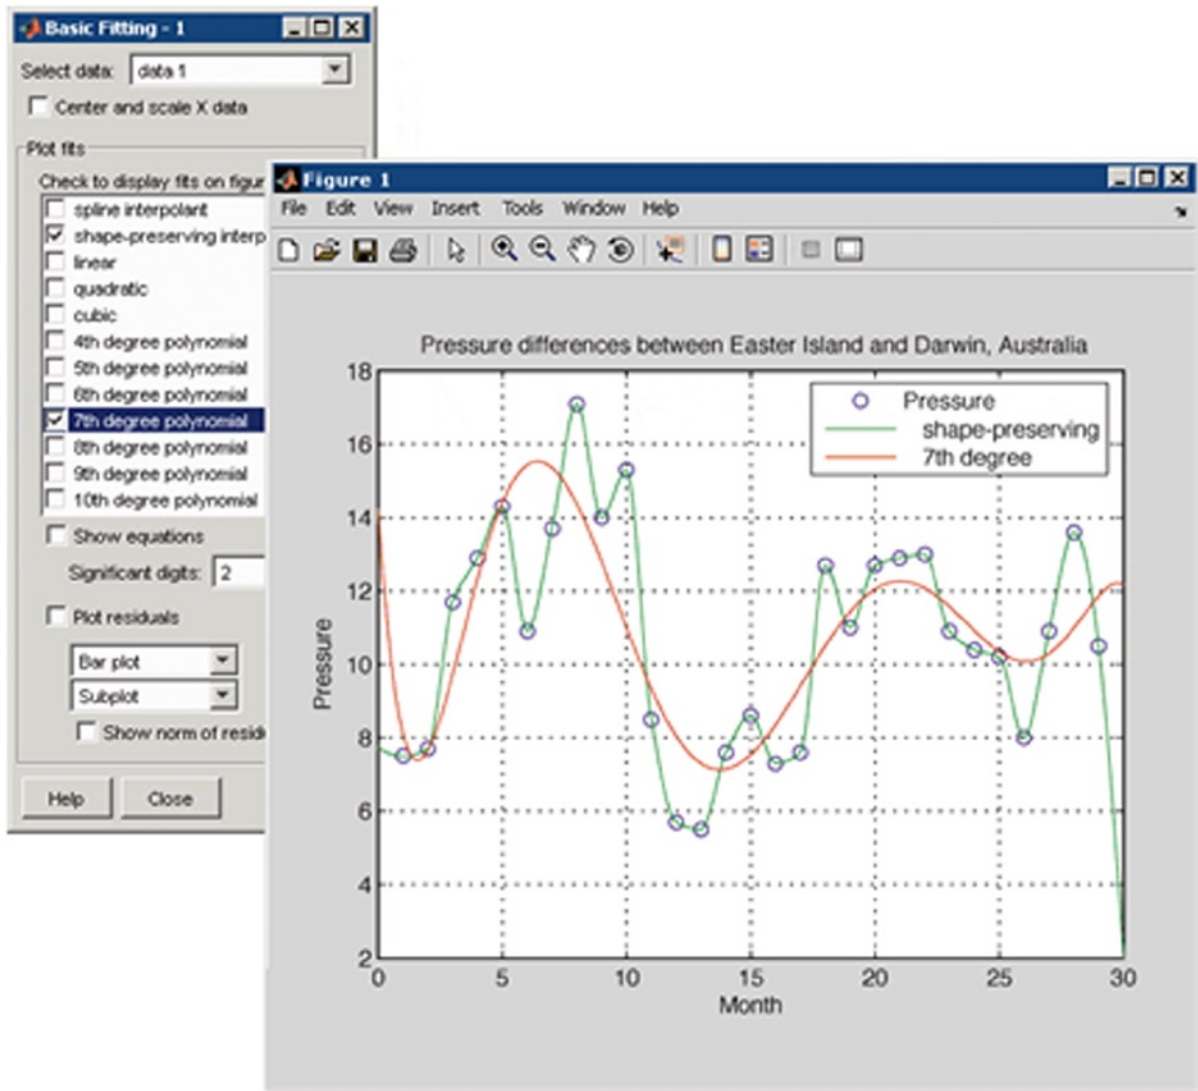 Basic Fitting - 1
Select data: data 1
Center and scale X data
Plot fits
Check to display fits on figur
spline interpolant
shape-preserving interp
linear
quadratic
cubic
4th degree polynomial
5th degree polynomial
6th degree polynomial
7th degree polynomial
8th degree polynomial
9th degree polynomial
10th degree polynomial
Show equations
Significant digits: 2
Plot residuals
Bar plot
Subplot
Show norm of resid
Help Close
Figure 1
File Edit View Insert Tools Window Help
Pressure differences between Easter Island and Darwin, Australia
Pressure
shape-preserving
7th degree
18
16
14
12
10
8
6
4
2
Pressure
0 5 10 15 20 25 30
Month